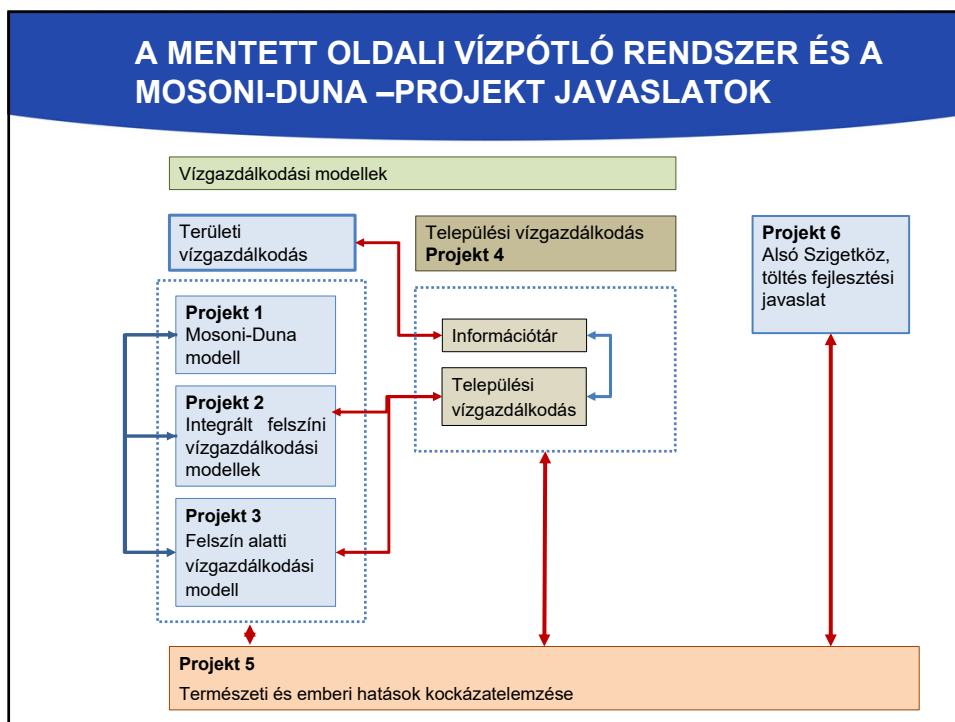 A MENTETT OLDALI VÍZPÓTLÓ RENDSZER ÉS A
MOSONI-DUNA –PROJEKT JAVASLATOK
Vízgazdálkodási modellek
Területi
vízgazdálkodás
Települési vízgazdálkodás
Projekt 4
Projekt 6
Alsó Szigetköz,
töltés fejlesztési
javaslat
Projekt 1
Mosoni-Duna
modell
Információtár
Projekt 2
Integrált felszíni
vízgazdálkodási
modellek
Települési
vízgazdálkodás
Projekt 3
Felszín alatti
vízgazdálkodási
modell
Projekt 5
Természeti és emberi hatások kockázatelemzése